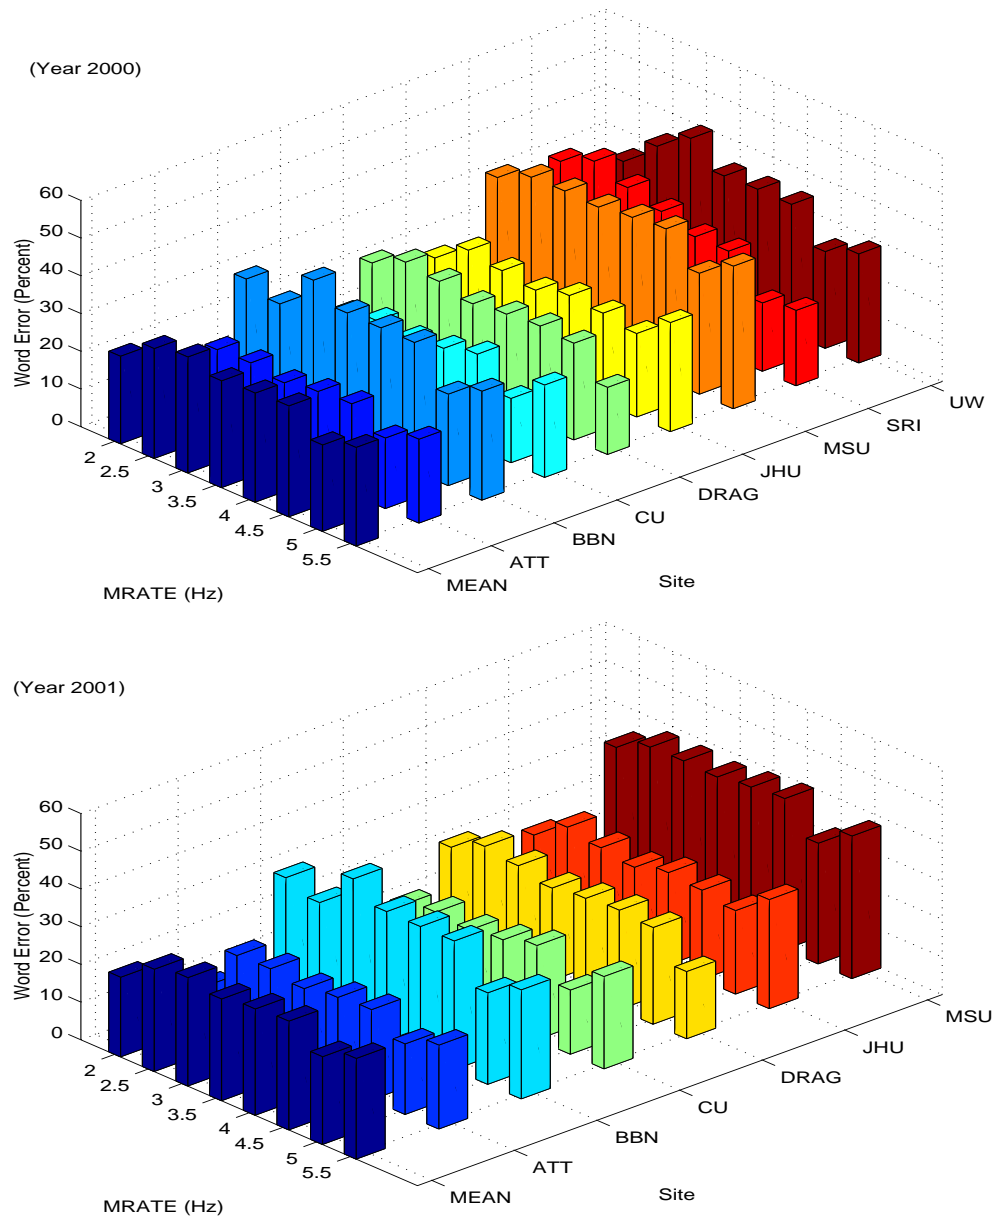 (Year 2000)
60
50
40
30
20
10
0
Word Error (Percent)
2
2.5
3
3.5
4
4.5
5
5.5
MRATE (Hz)
MEAN
ATT
BBN
CU
DRAG
JHU
MSU
SRI
UW
Site
(Year 2001)
60
50
40
30
20
10
0
Word Error (Percent)
2
2.5
3
3.5
4
4.5
5
5.5
MRATE (Hz)
MEAN
ATT
BBN
CU
DRAG
JHU
MSU
Site